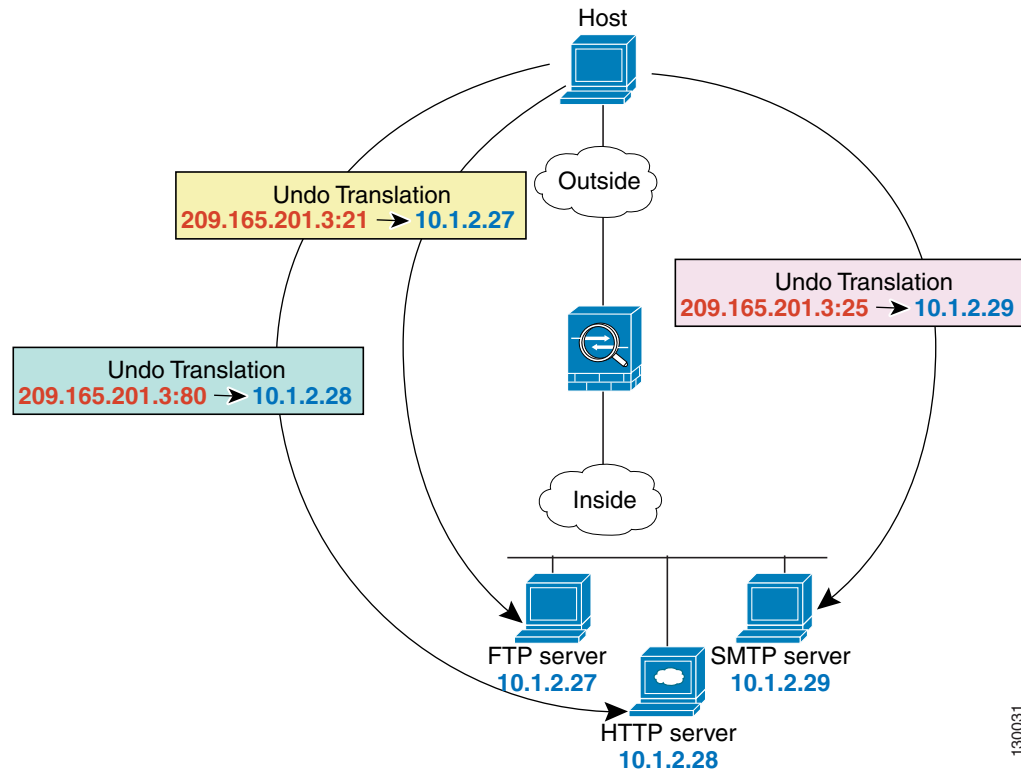 Host
Outside
Undo Translation
209.165.201.3:21 → 10.1.2.27
Undo Translation
209.165.201.3:25 → 10.1.2.29
Undo Translation
209.165.201.3:80 → 10.1.2.28
Inside
FTP server
10.1.2.27
SMTP server
10.1.2.29
HTTP server
10.1.2.28
130031